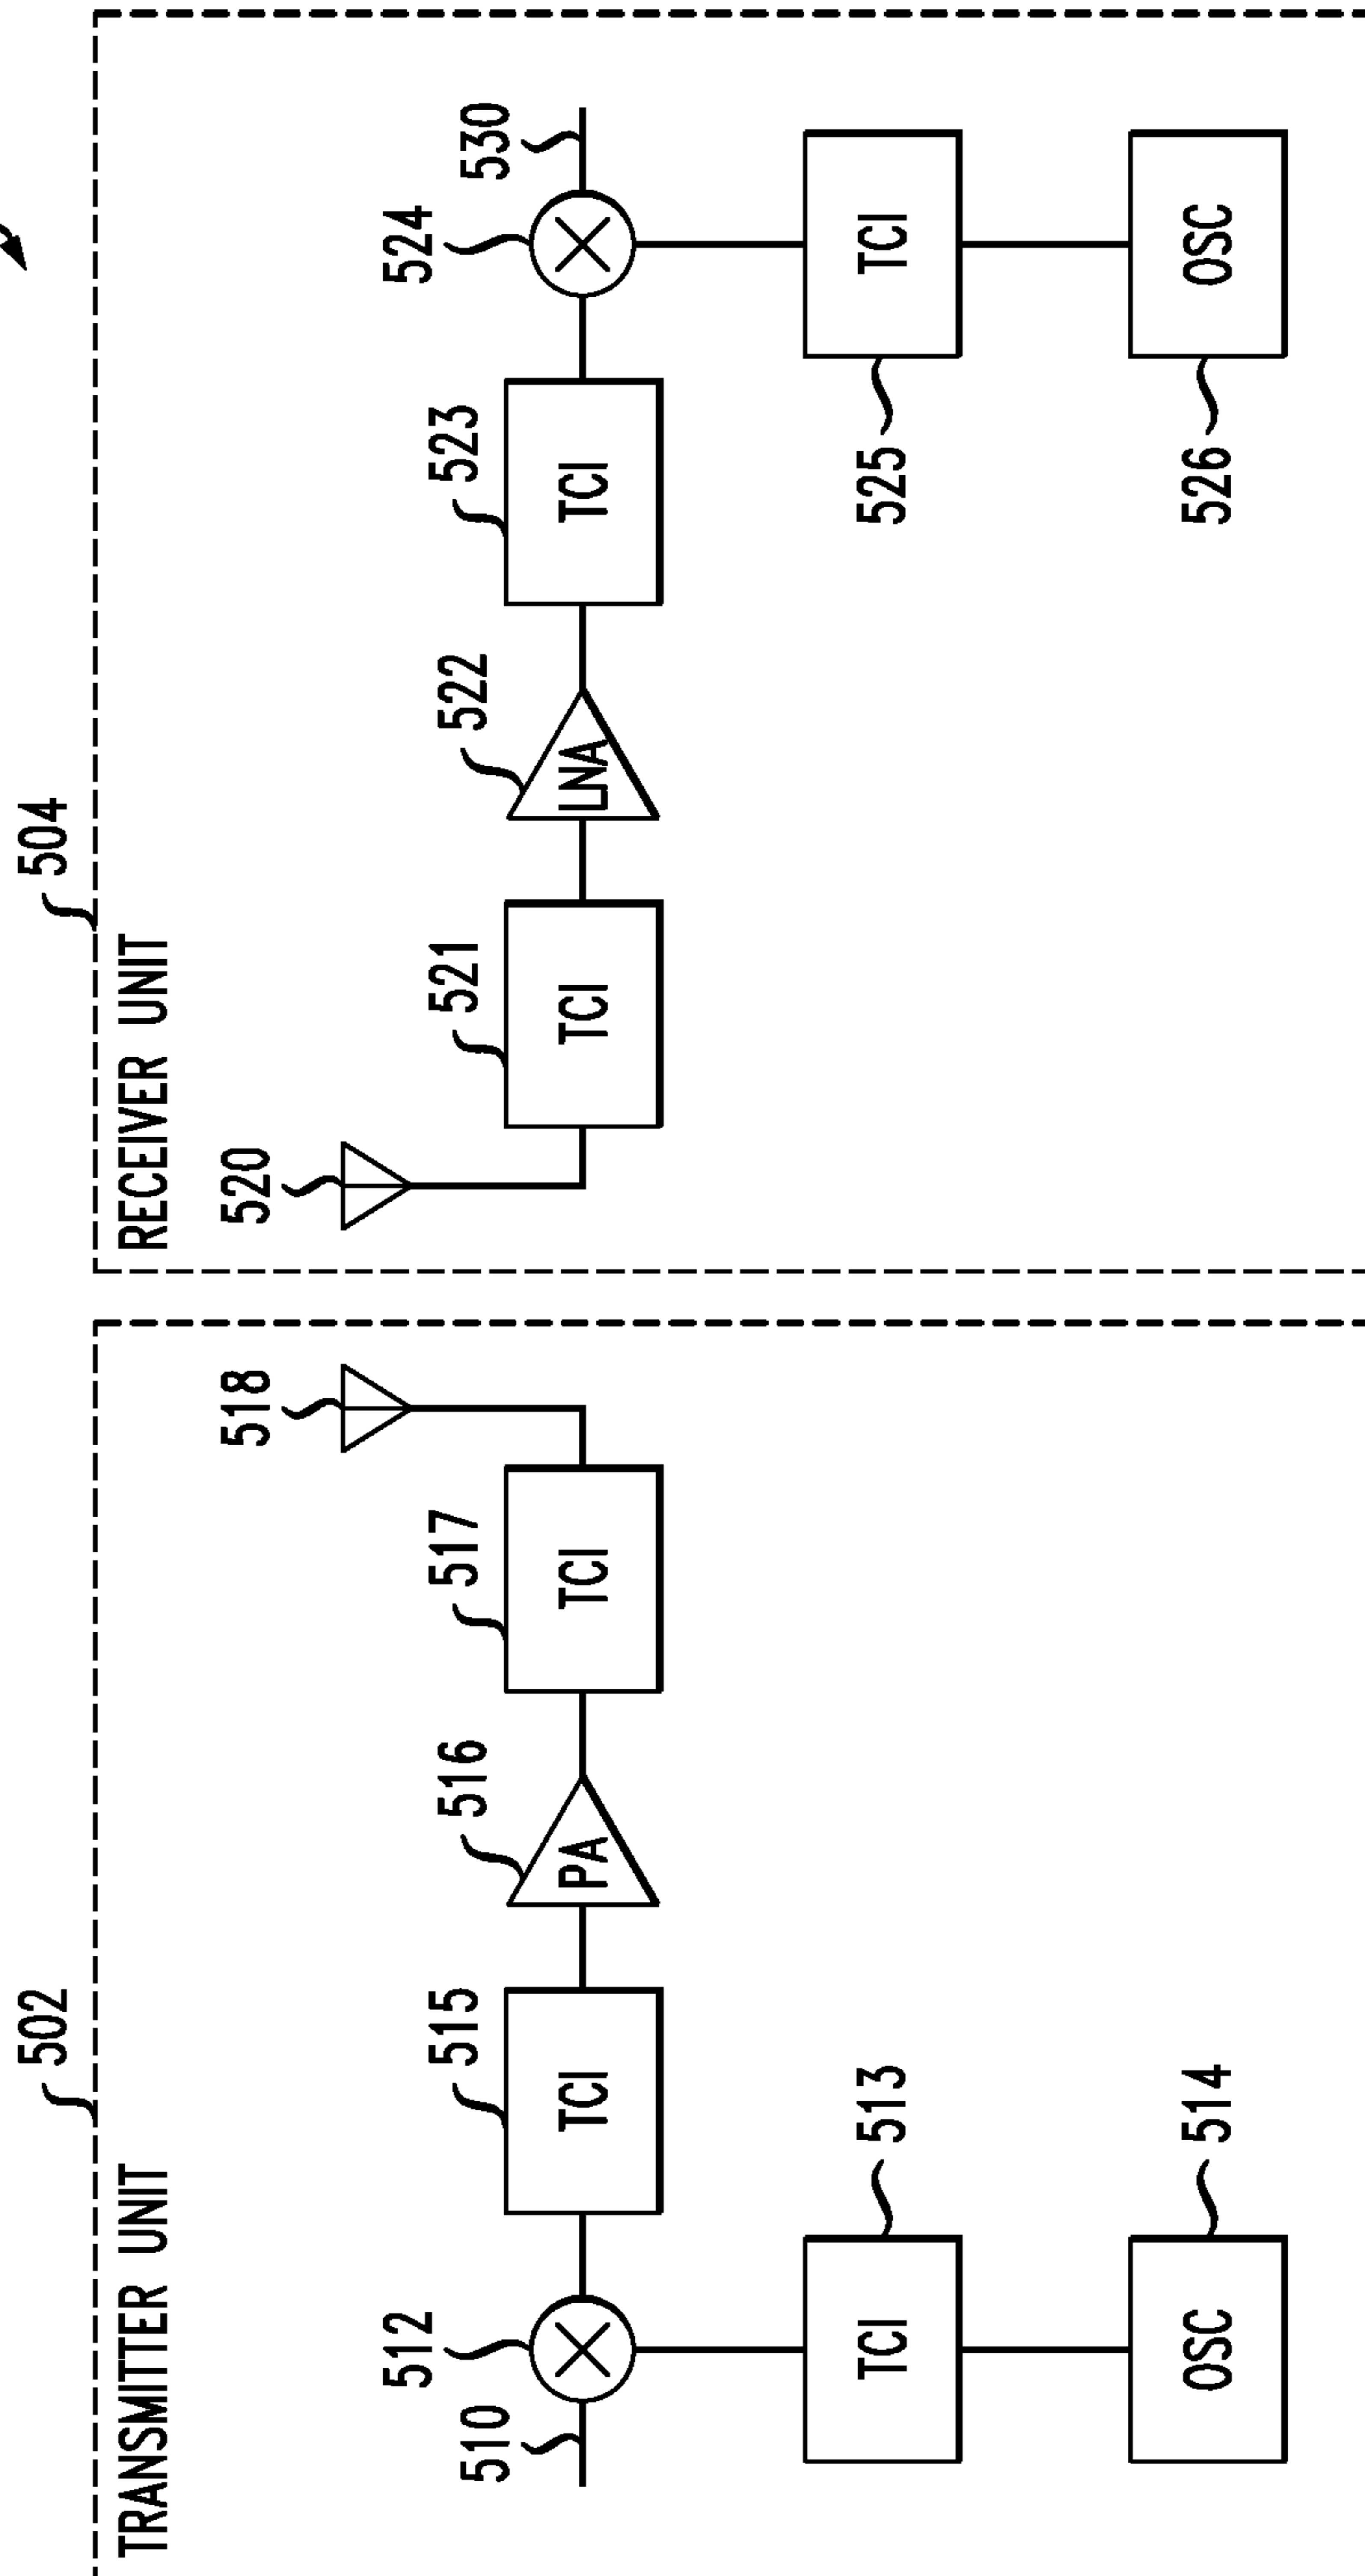 502
504
TRANSMITTER UNIT
RECEIVER UNIT
518
520
512
524
510
530
515
TCI
516
PA
517
TCI
521
TCI
522
LNA
523
TCI
TCI
513
TCI
525
OSC
514
OSC
526